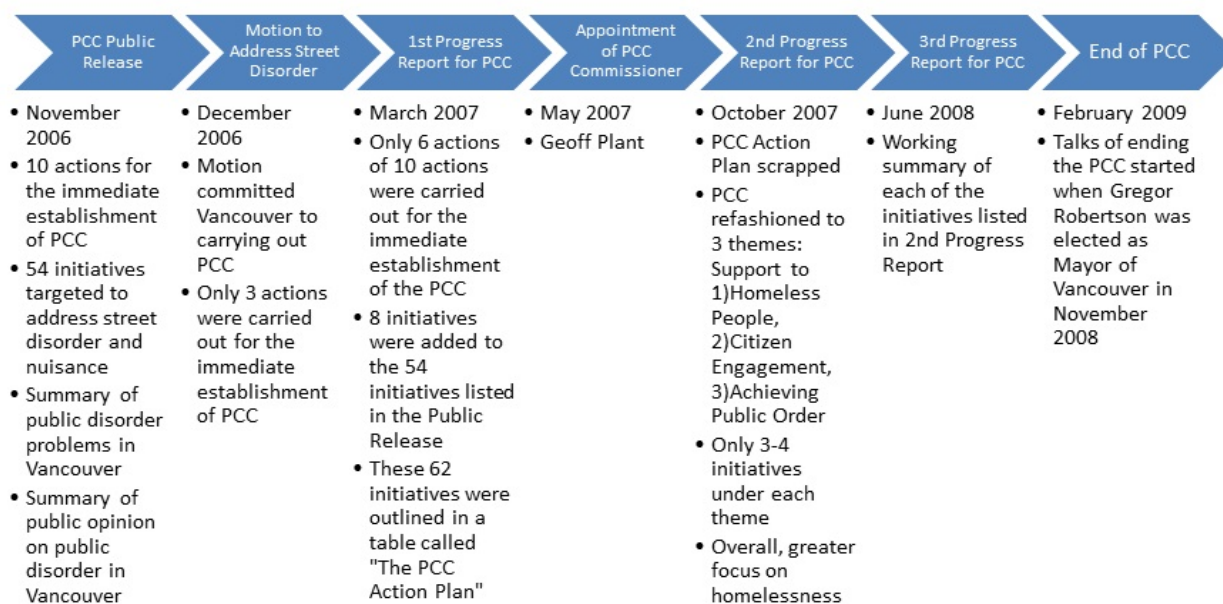 PCC Public
Release
Motion to
Address Street
Disorder
1st Progress
Report for PCC
Appointment
of PCC
Commissioner
2nd Progress
Report for PCC
3rd Progress
Report for PCC
End of PCC
• November
2006
• 10 actions for
the immediate
establishment
of PCC
• 54 initiatives
targeted to
address street
disorder and
nuisance
• Summary of
public disorder
problems in
Vancouver
• Summary of
public opinion
on public
disorder in
Vancouver
• December
2006
• Motion
committed
Vancouver to
carrying out
PCC
• Only 3 actions
were carried
out for the
immediate
establishment
of PCC
• March 2007
• Only 6 actions
of 10 actions
were carried
out for the
immediate
establishment
of the PCC
• 8 initiatives
were added to
the 54
initiatives listed
in the Public
Release
• These 62
initiatives were
outlined in a
table called
"The PCC
Action Plan"
• May 2007
• Geoff Plant
• October 2007
• PCC Action
Plan scrapped
• PCC
refashioned to
3 themes:
Support to
1)Homeless
People,
2)Citizen
Engagement,
3)Achieving
Public Order
• Only 3-4
initiatives
under each
theme
• Overall, greater
focus on
homelessness
• June 2008
• Working
summary of
each of the
initiatives listed
in 2nd Progress
Report
• February 2009
• Talks of ending
the PCC started
when Gregor
Robertson was
elected as
Mayor of
Vancouver in
November
2008